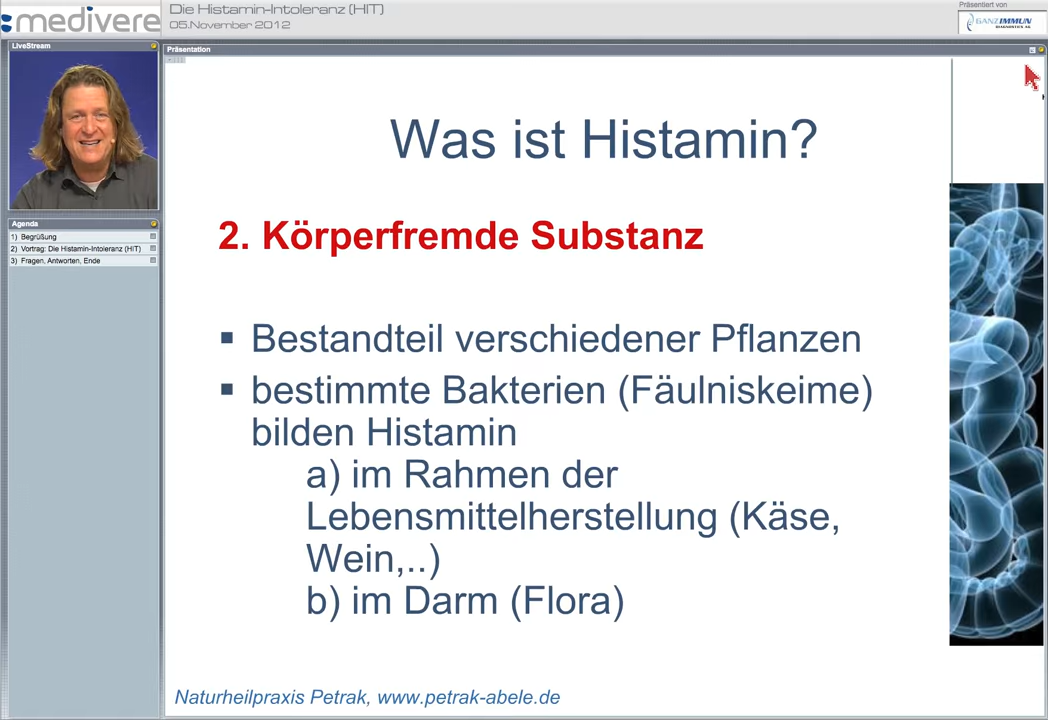 medivere
Die Histamin-Intoleranz (HIT)
05.November 2012
Präsentiert von
GANZIMMUN
DIAGNOSTICS AG
LiveStream
Präsentation
Agenda
1) Begrüßung
2) Vortrag: Die Histamin-Intoleranz (HIT)
3) Fragen, Antworten, Ende
Was ist Histamin?
2. Körperfremde Substanz
▪ Bestandteil verschiedener Pflanzen
▪ bestimmte Bakterien (Fäulniskeime)
bilden Histamin
a) im Rahmen der
Lebensmittelherstellung (Käse,
Wein,..)
b) im Darm (Flora)
Naturheilpraxis Petrak, www.petrak-abele.de